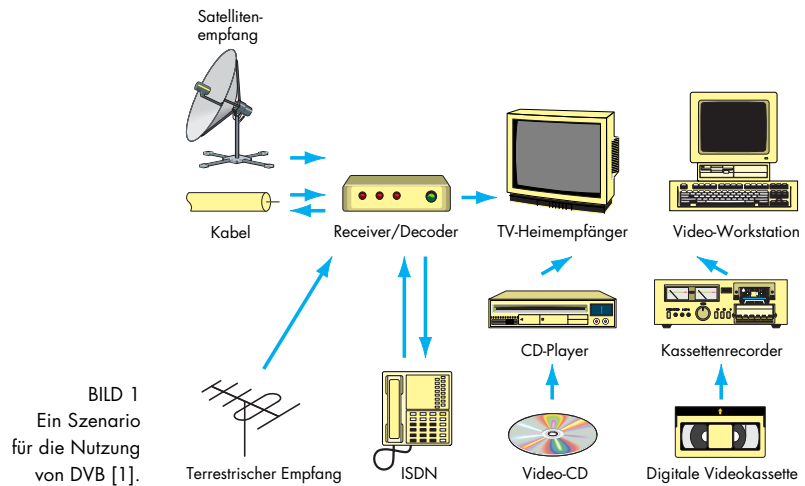 Satelliten-
empfang
Kabel
Receiver/Decoder
TV-Heimempfänger
Video-Workstation
CD-Player
Kassettenrecorder
BILD 1
Ein Szenario
für die Nutzung
von DVB [1].
Terrestrischer Empfang
ISDN
Video-CD
Digitale Videokassette